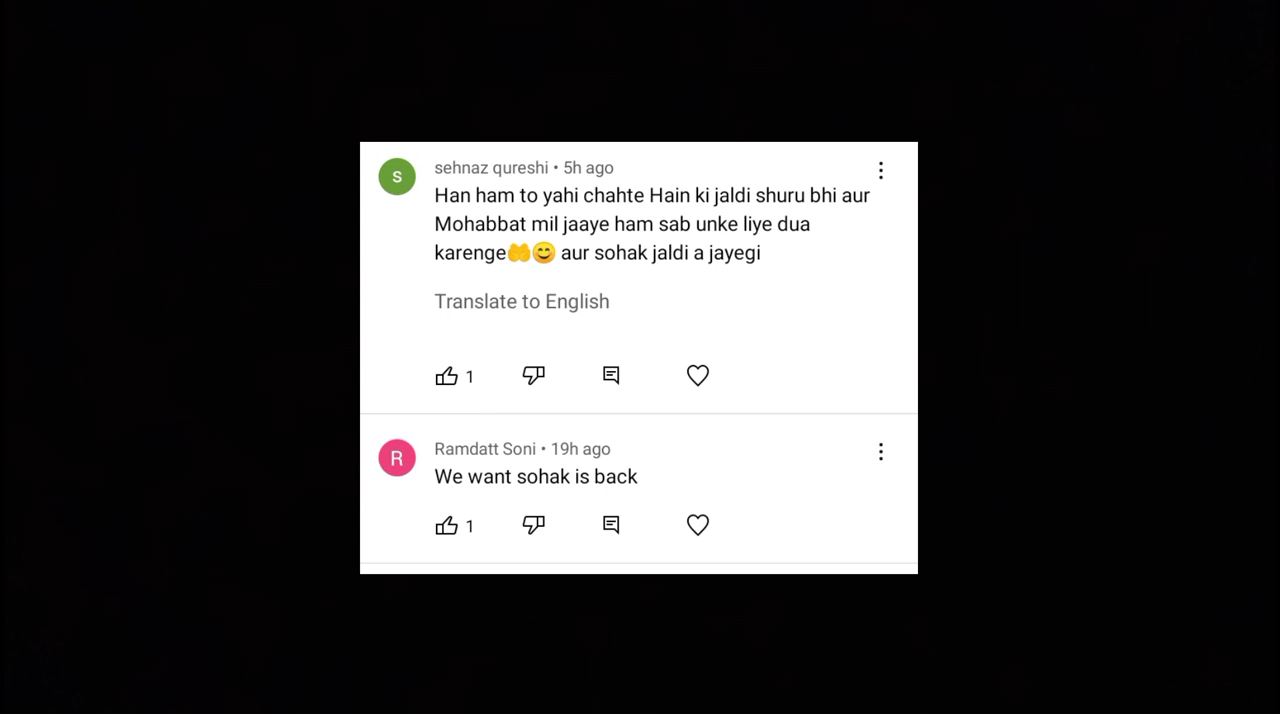 S
sehnaz qureshi • 5h ago
Han ham to yahi chahte Hain ki jaldi shuru bhi aur
Mohabbat mil jaaye ham sab unke liye dua
karenge🤲😊 aur sohak jaldi a jayegi
Translate to English
1
R
Ramdatt Soni • 19h ago
We want sohak is back
1